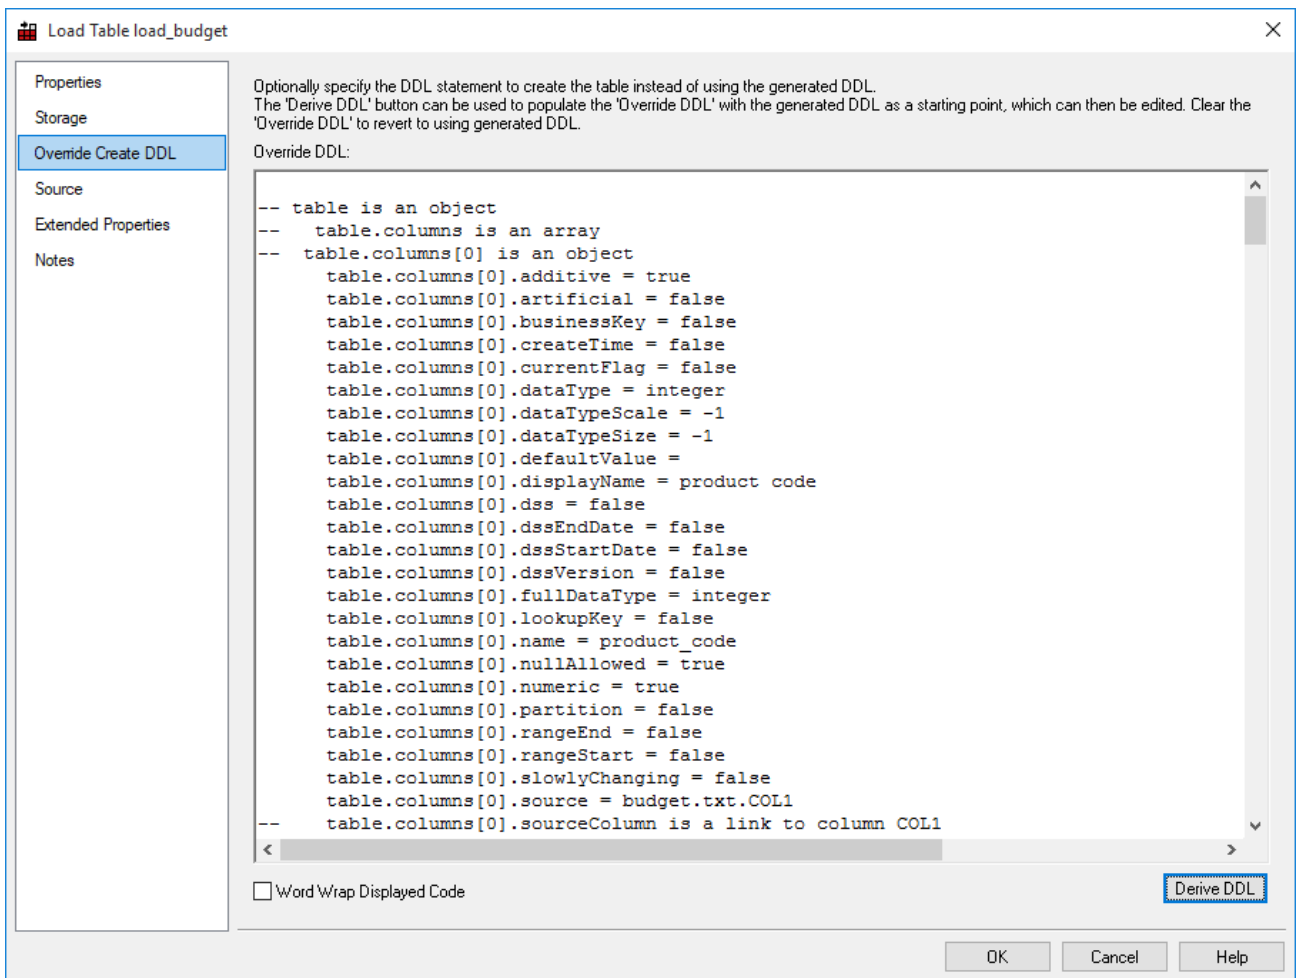 Load Table load_budget
Properties
Storage
Override Create DDL
Source
Extended Properties
Notes
Optionally specify the DDL statement to create the table instead of using the generated DDL.
The 'Derive DDL' button can be used to populate the 'Override DDL' with the generated DDL as a starting point, which can then be edited. Clear the
'Override DDL' to revert to using generated DDL.
Override DDL:
-- table is an object
--   table.columns is an array
--  table.columns[0] is an object
      table.columns[0].additive = true
      table.columns[0].artificial = false
      table.columns[0].businessKey = false
      table.columns[0].createTime = false
      table.columns[0].currentFlag = false
      table.columns[0].dataType = integer
      table.columns[0].dataTypeScale = -1
      table.columns[0].dataTypeSize = -1
      table.columns[0].defaultValue =
      table.columns[0].displayName = product code
      table.columns[0].dss = false
      table.columns[0].dssEndDate = false
      table.columns[0].dssStartDate = false
      table.columns[0].dssVersion = false
      table.columns[0].fullDataType = integer
      table.columns[0].lookupKey = false
      table.columns[0].name = product_code
      table.columns[0].nullAllowed = true
      table.columns[0].numeric = true
      table.columns[0].partition = false
      table.columns[0].rangeEnd = false
      table.columns[0].rangeStart = false
      table.columns[0].slowlyChanging = false
      table.columns[0].source = budget.txt.COL1
--    table.columns[0].sourceColumn is a link to column COL1
Word Wrap Displayed Code
Derive DDL
OK
Cancel
Help